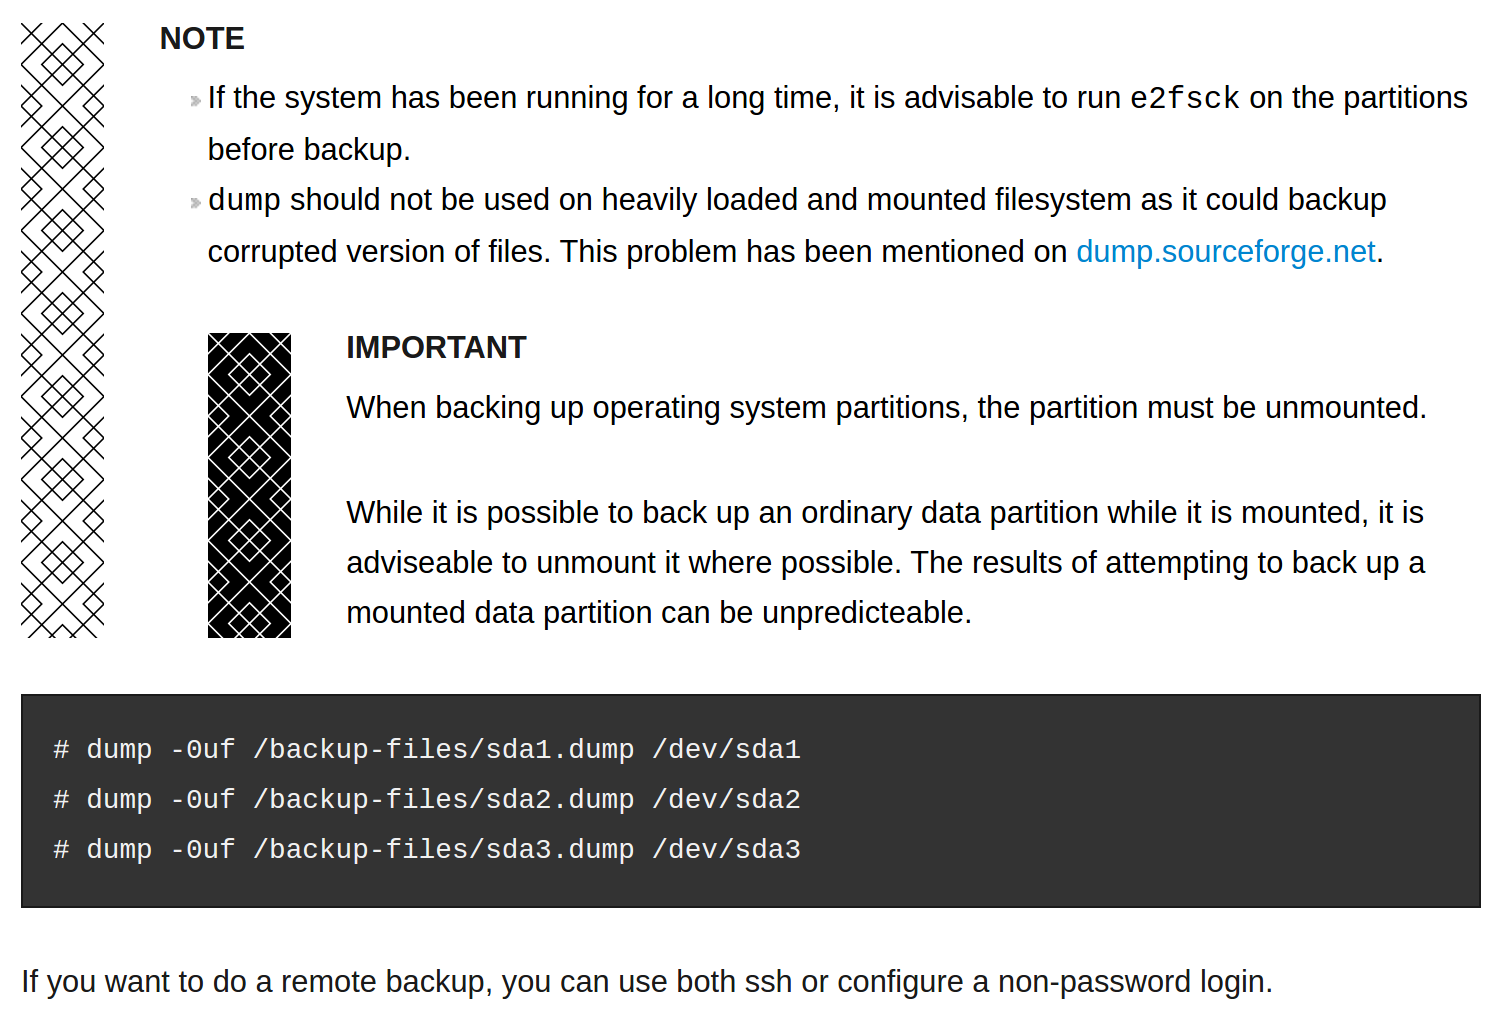 NOTE
If the system has been running for a long time, it is advisable to run e2fsck on the partitions
before backup.
dump should not be used on heavily loaded and mounted filesystem as it could backup
corrupted version of files. This problem has been mentioned on dump.sourceforge.net.
IMPORTANT
When backing up operating system partitions, the partition must be unmounted.
While it is possible to back up an ordinary data partition while it is mounted, it is
adviseable to unmount it where possible. The results of attempting to back up a
mounted data partition can be unpredicteable.
# dump -0uf /backup-files/sda1.dump /dev/sda1
# dump -0uf /backup-files/sda2.dump /dev/sda2
# dump -0uf /backup-files/sda3.dump /dev/sda3
If you want to do a remote backup, you can use both ssh or configure a non-password login.